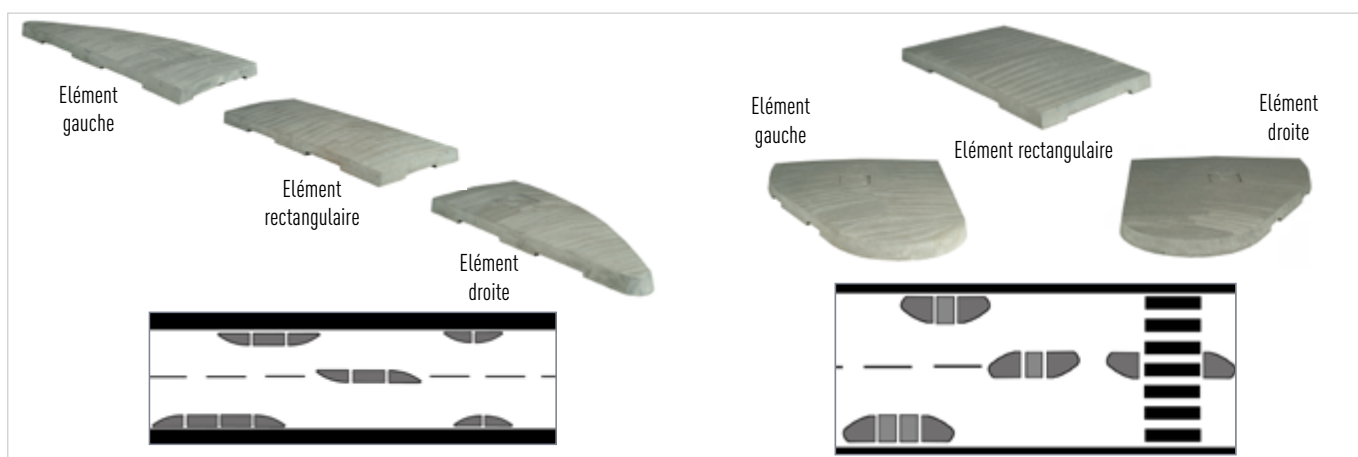 Elément
gauche
Elément
rectangulaire
Elément
droite
Elément
gauche
Elément rectangulaire
Elément
droite